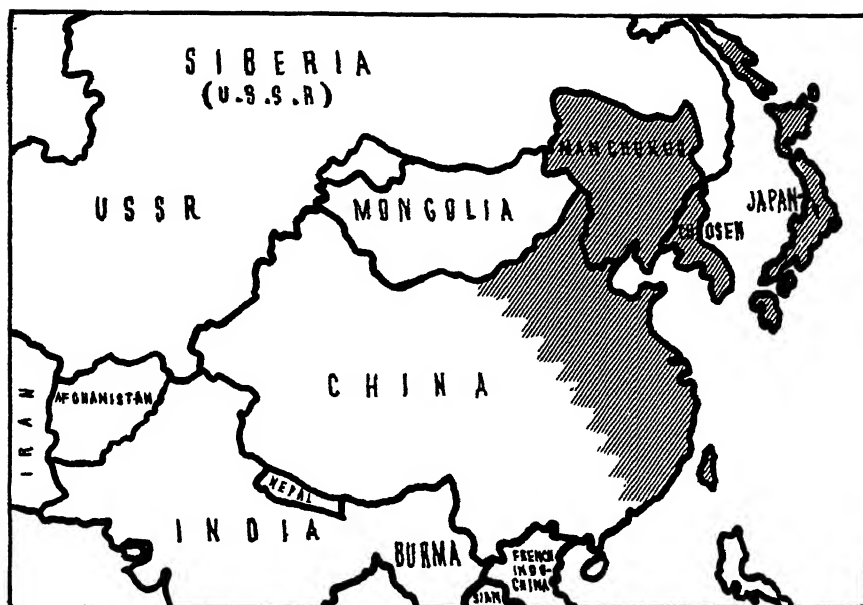 SIBERIA
(U.S.S.R)
MANCHUKUO
USSR
MONGOLIA
JAPAN
CHOSEN
CHINA
AFGHANISTAN
IRAN
NEPAL
INDIA
BURMA
FRENCH
INDO-
CHINA
SIAM